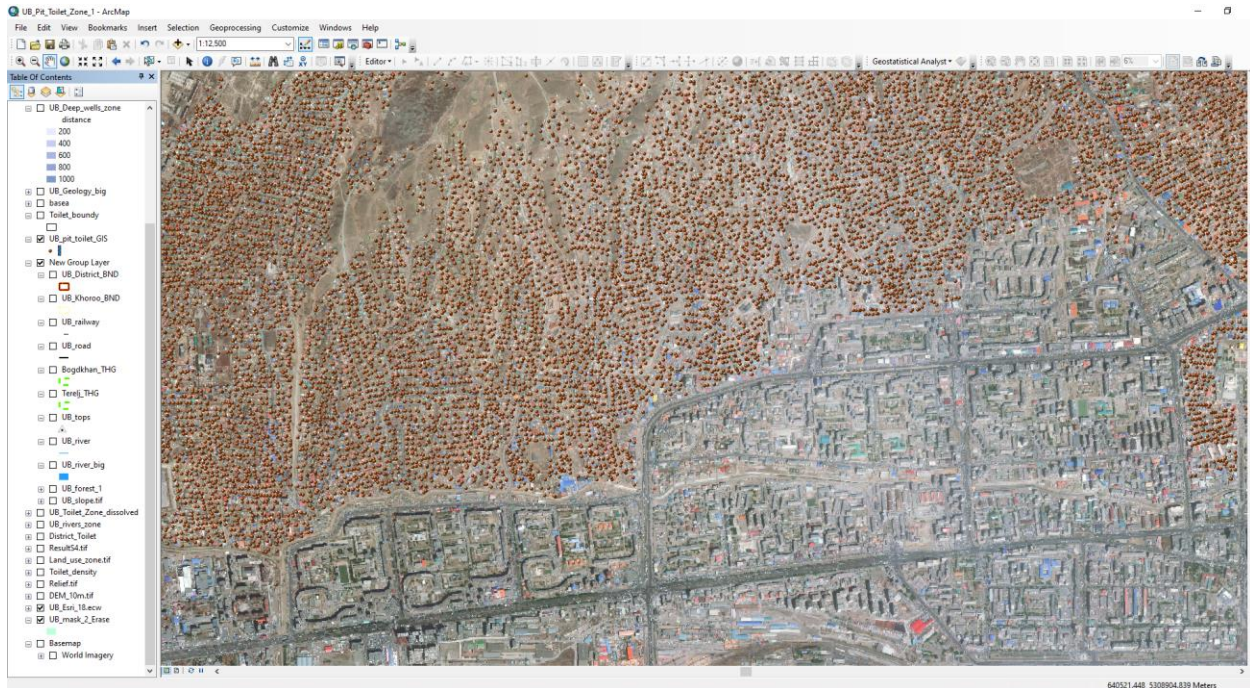 UB_Pit_Toilet_Zone_1 - ArcMap
File Edit View Bookmarks Insert Selection Geoprocessing Customize Windows Help
1:12,500
Editor
Geostatistical Analyst
6%
Table Of Contents
UB_Deep_wells_zone
distance
200
400
600
800
1000
UB_Geology_big
basea
Toilet_boundy
UB_pit_toilet_GIS
New Group Layer
UB_District_BND
UB_Khoroo_BND
UB_railway
UB_road
Bogdkhan_THG
Terelj_THG
UB_tops
UB_river
UB_river_big
UB_forest_1
UB_slope.tif
UB_Toilet_Zone_dissolved
UB_rivers_zone
District_Toilet
ResultS4.tif
Land_use_zone.tif
Toilet_density
Relief.tif
DEM_10m.tif
UB_Esri_18.ecw
UB_mask_2_Erase
Basemap
World Imagery
640521.448 5308904.839 Meters